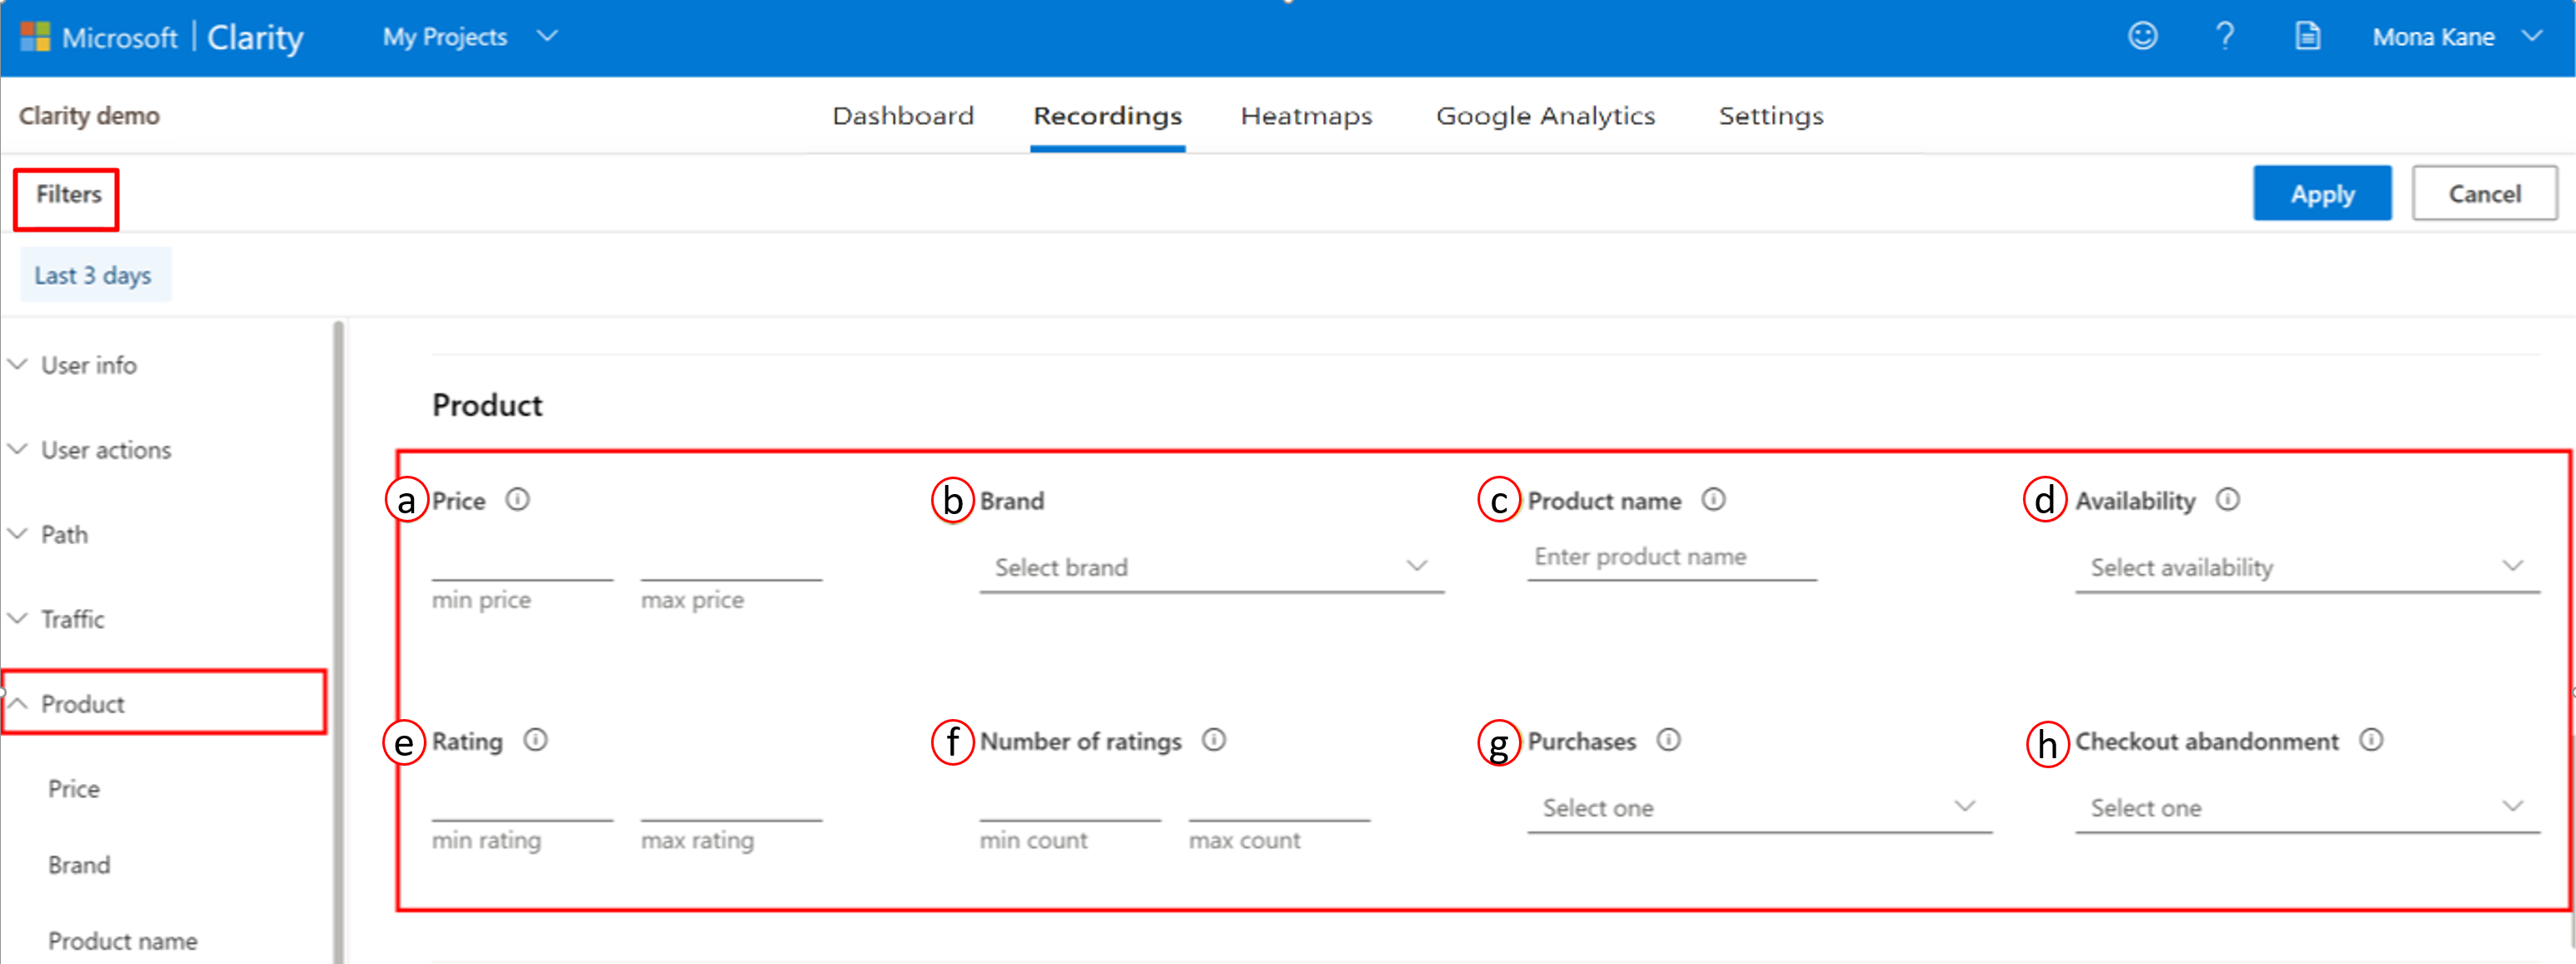 Microsoft | Clarity My Projects ? Mona Kane
Clarity demo Dashboard Recordings Heatmaps Google Analytics Settings
Filters Apply Cancel
Last 3 days
User info
User actions
Path
Traffic
Product
Price
Brand
Product name
Product
a Price b Brand c Product name d Availability
Select brand Enter product name Select availability
min price max price
e Rating f Number of ratings g Purchases h Checkout abandonment
Select one Select one
min rating max rating min count max count